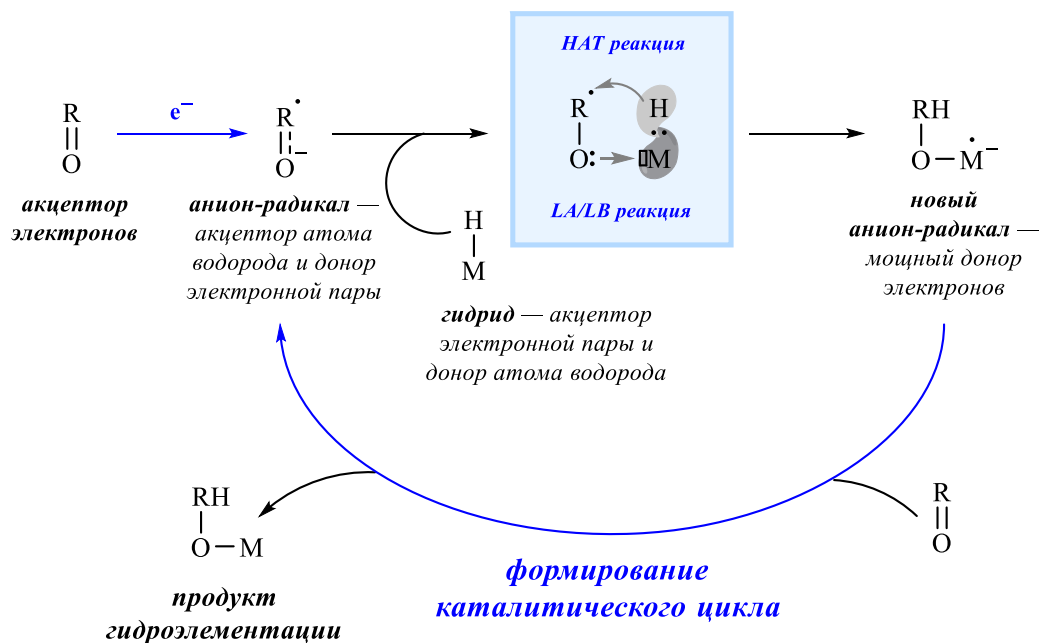 HAT реакция
R
O
e⁻
R•
O⁻
R•
H
O:
:M
LA/LB реакция
RH
O—M•⁻
акцептор
электронов
анион-радикал —
акцептор атома
водорода и донор
электронной пары
H
M
гидрид — акцептор
электронной пары и
донор атома водорода
новый
анион-радикал —
мощный донор
электронов
RH
O—M
продукт
гидроэлементации
формирование
каталитического цикла
R
O